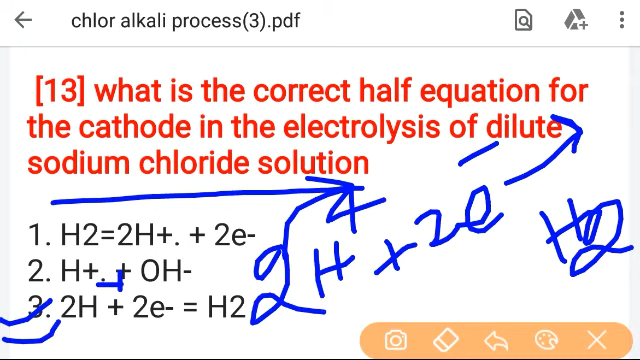 chlor alkali process(3).pdf
[13] what is the correct half equation for
the cathode in the electrolysis of dilute
sodium chloride solution
1. H2=2H+. + 2e-
2. H+. + OH-
3. 2H + 2e- = H2
2H+ + 2e- → H2